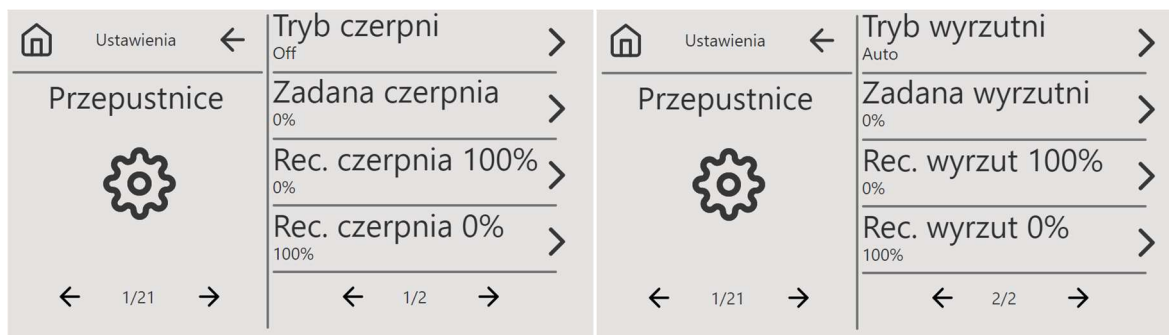 Ustawienia
Przepustnice
1/21
Tryb czerpni
Off
Zadana czerpnia
0%
Rec. czerpnia 100%
0%
Rec. czerpnia 0%
100%
1/2
Ustawienia
Przepustnice
1/21
Tryb wyrzutni
Auto
Zadana wyrzutni
0%
Rec. wyrzut 100%
0%
Rec. wyrzut 0%
100%
2/2